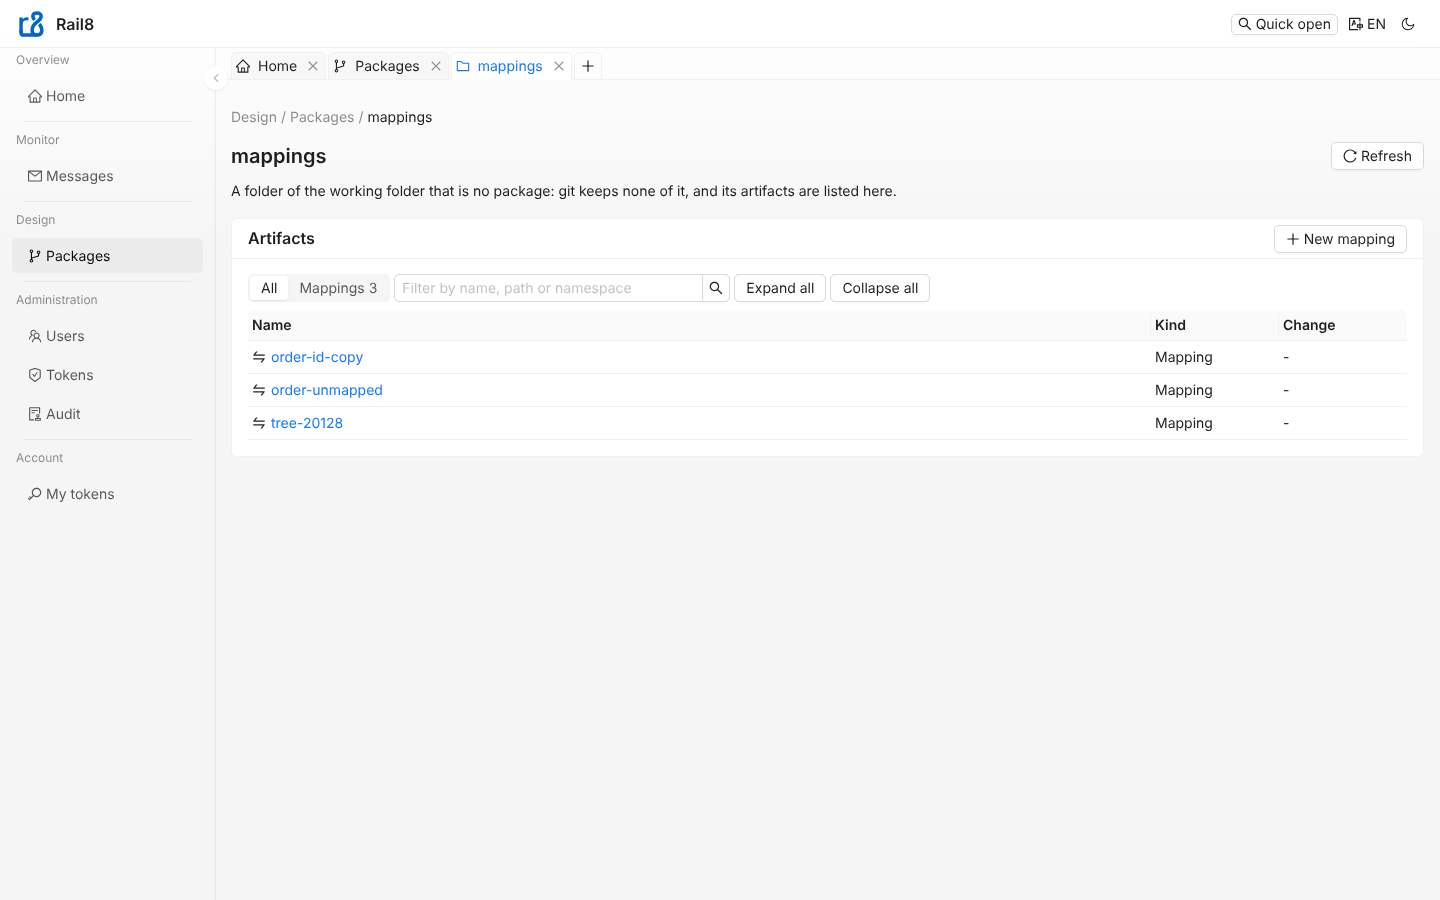 Rail8
Quick open
EN
Overview
Home
Monitor
Messages
Design
Packages
Administration
Users
Tokens
Audit
Account
My tokens
Home
Packages
mappings
Design / Packages / mappings
mappings
Refresh
A folder of the working folder that is no package: git keeps none of it, and its artifacts are listed here.
Artifacts
New mapping
All
Mappings 3
Filter by name, path or namespace
Expand all
Collapse all
Name Kind Change
order-id-copy Mapping -
order-unmapped Mapping -
tree-20128 Mapping -